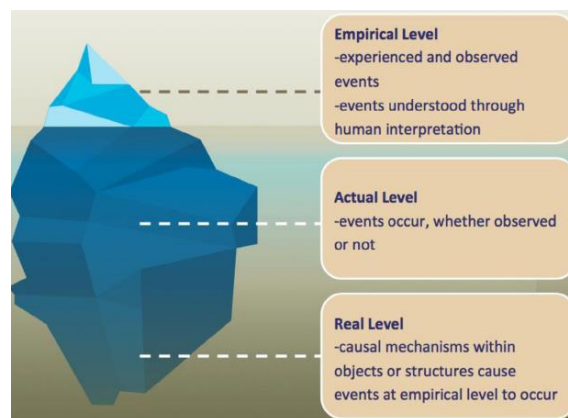 Empirical Level
-experienced and observed
events
-events understood through
human interpretation
Actual Level
-events occur, whether observed
or not
Real Level
-causal mechanisms within
objects or structures cause
events at empirical level to occur